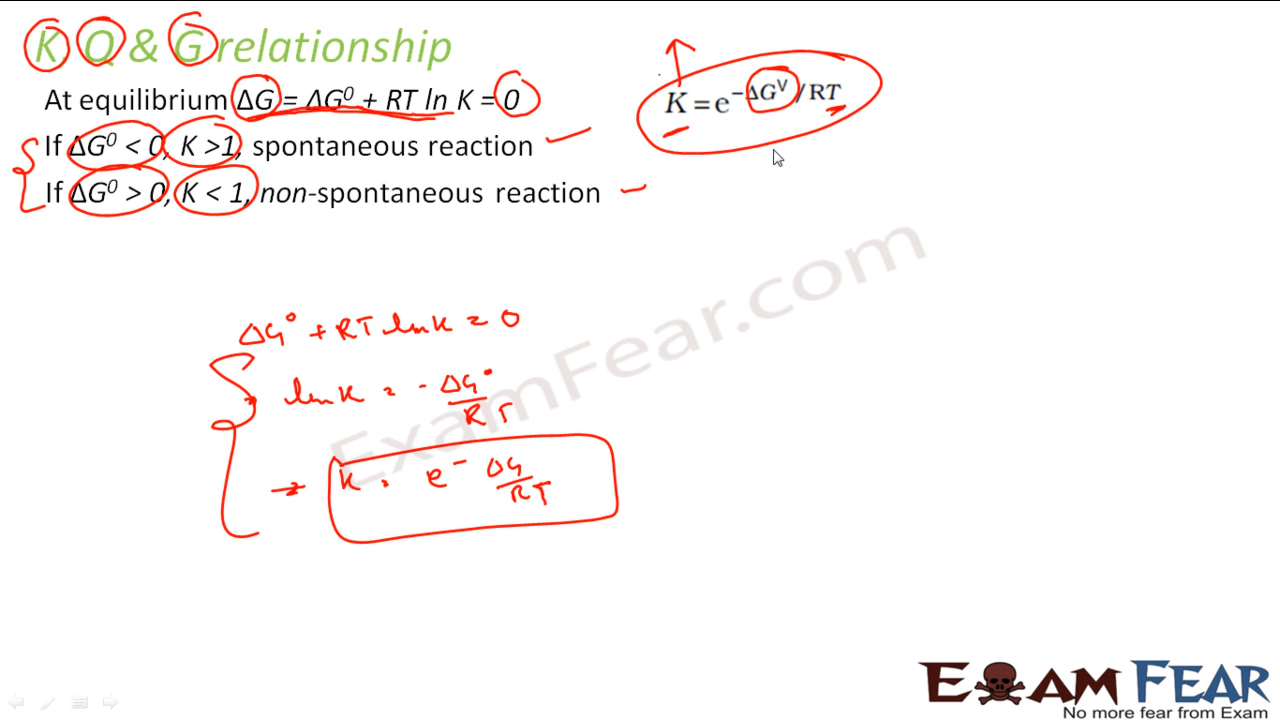 K, Q & G relationship
At equilibrium ΔG = ΔG⁰ + RT ln K = 0
If ΔG⁰ < 0, K >1, spontaneous reaction
If ΔG⁰ > 0, K < 1, non-spontaneous reaction
K = e^−ΔG^V/RT
ΔG° + RT ln K = 0
ln K = - ΔG°/RT
→ K = e^- ΔG/RT
ExamFear.com
EXAM FEAR
No more fear from Exam